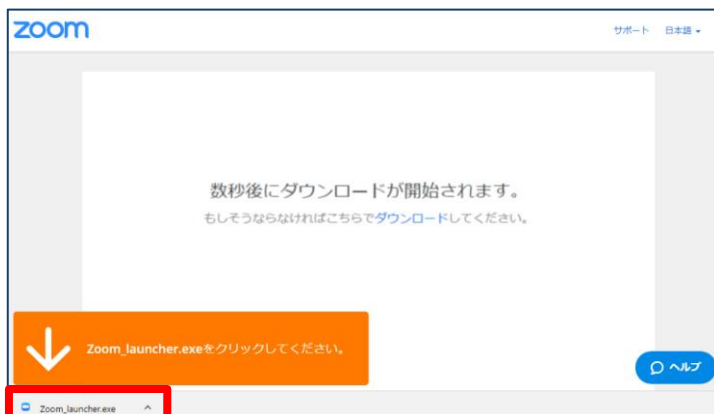 zoom
サポート 日本語
数秒後にダウンロードが開始されます。
もしそうならなければこちらでダウンロードしてください。
Zoom_launcher.exeをクリックしてください。
ヘルプ
Zoom_launcher.exe